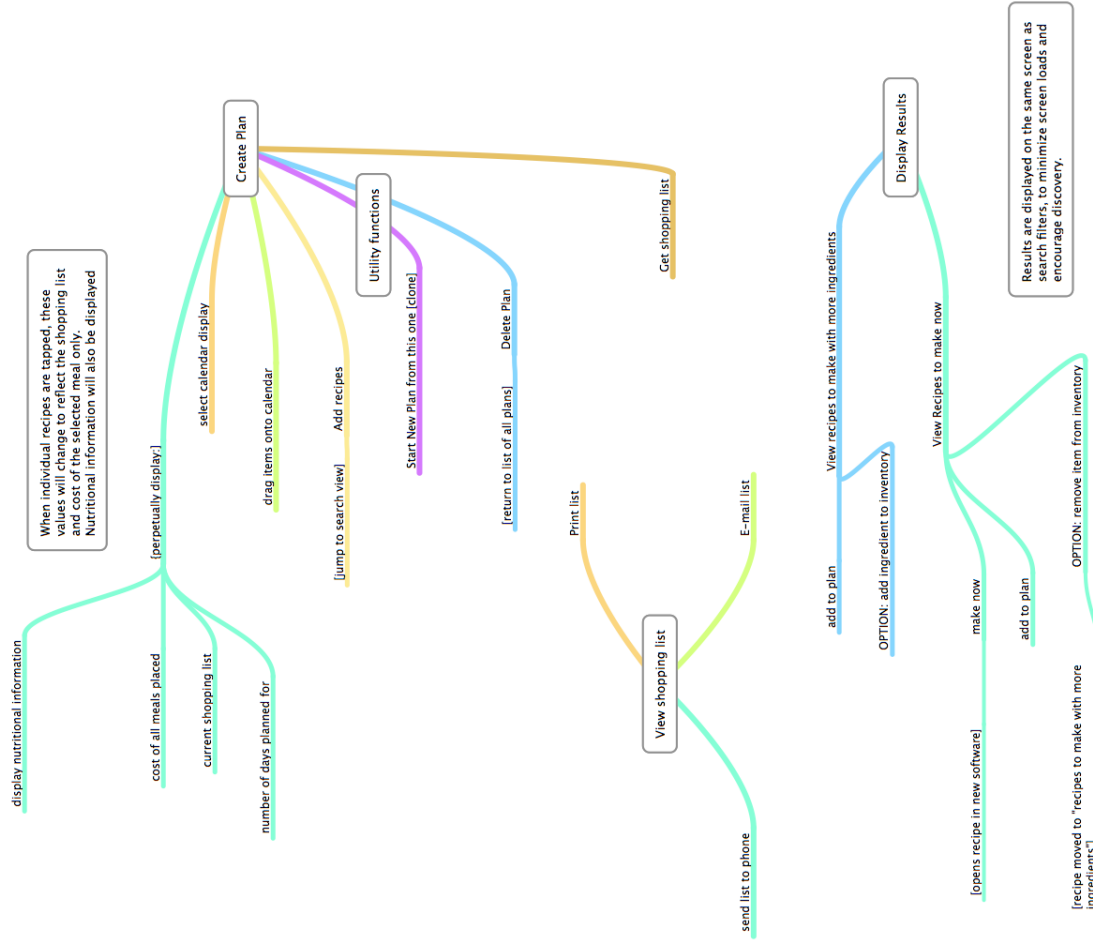 When individual recipes are tapped, these
values will change to reflect the shopping list
and cost of the selected meal only.
Nutritional information will also be displayed
Create Plan
[perpetually display:]
display nutritional information
cost of all meals placed
current shopping list
number of days planned for
select calendar display
drag items onto calendar
Add recipes
[jump to search view]
Utility functions
Start New Plan from this one [clone]
Delete Plan
[return to list of all plans]
Get shopping list
View shopping list
Print list
E-mail list
send list to phone
Display Results
View recipes to make with more ingredients
add to plan
OPTION: add ingredient to inventory
View Recipes to make now
make now
[opens recipe in new software]
add to plan
OPTION: remove item from inventory
[recipe moved to "recipes to make with more
ingredients"]
Results are displayed on the same screen as
search filters, to minimize screen loads and
encourage discovery.